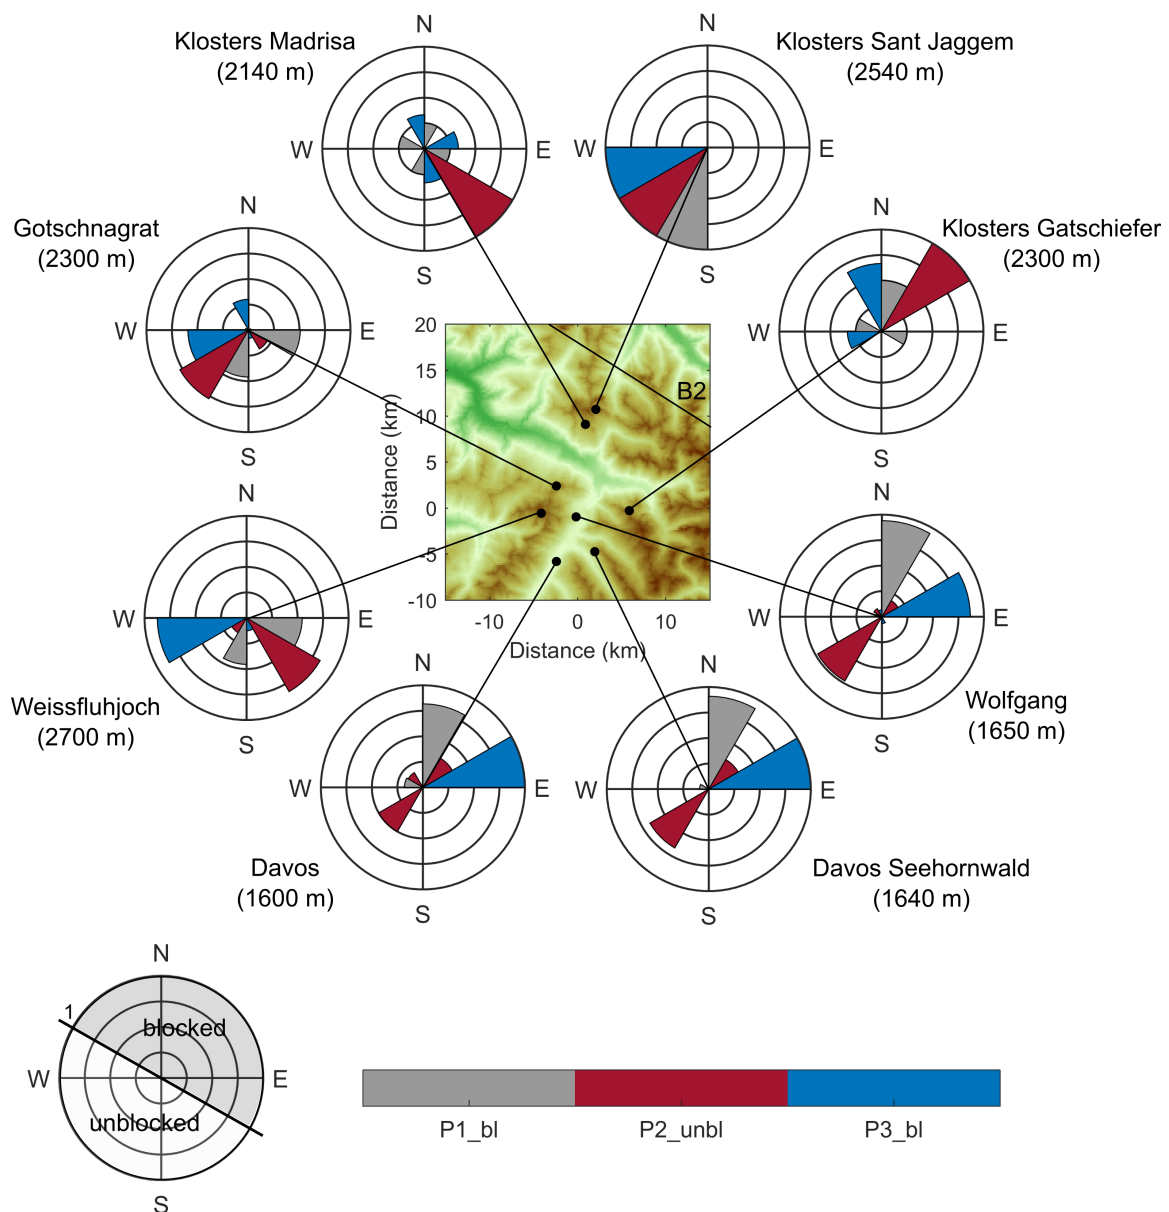 N
Klosters Madrisa
(2140 m)
W
E
S
N
Klosters Sant Jaggem
(2540 m)
W
E
S
N
Gotschnagrat
(2300 m)
W
E
S
N
Klosters Gatschiefer
(2300 m)
W
E
S
20
15
10
5
0
-5
-10
Distance (km)
B2
-10
0
10
Distance (km)
N
W
E
Weissfluhjoch
(2700 m)
S
N
W
E
Wolfgang
(1650 m)
S
N
W
E
Davos
(1600 m)
S
N
W
E
Davos Seehornwald
(1640 m)
S
N
1
blocked
W
E
unblocked
S
P1_bl
P2_unbl
P3_bl